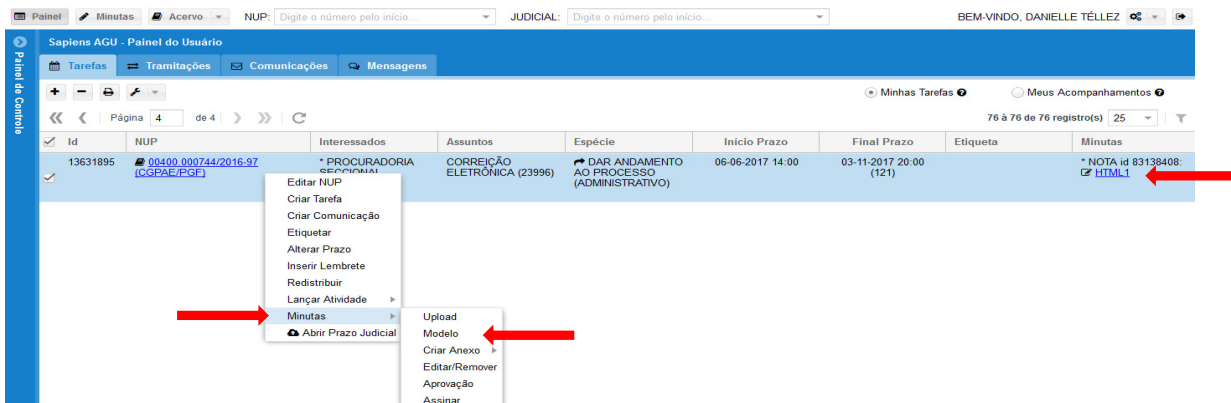 Painel Minutas Acervo NUP: Digite o número pelo início... JUDICIAL: Digite o número pelo início... BEM-VINDO, DANIELLE TÉLLEZ
Painel de Controle
Sapiens AGU - Painel do Usuário
Tarefas Tramitações Comunicações Mensagens
Minhas Tarefas Meus Acompanhamentos
Página 4 de 4 76 à 76 de 76 registro(s) 25
Id NUP Interessados Assuntos Espécie Início Prazo Final Prazo Etiqueta Minutas
13631895 00400.000744/2016-97 * PROCURADORIA CORREIÇÃO DAR ANDAMENTO 06-06-2017 14:00 03-11-2017 20:00 * NOTA id 83138408:
(CGPAE/PGF) SECCIONAL ELETRÔNICA (23996) AO PROCESSO (121) HTML1
(ADMINISTRATIVO)
Editar NUP
Criar Tarefa
Criar Comunicação
Etiquetar
Alterar Prazo
Inserir Lembrete
Redistribuir
Lançar Atividade
Minutas Upload
Abrir Prazo Judicial Modelo
Criar Anexo
Editar/Remover
Aprovação
Assinar